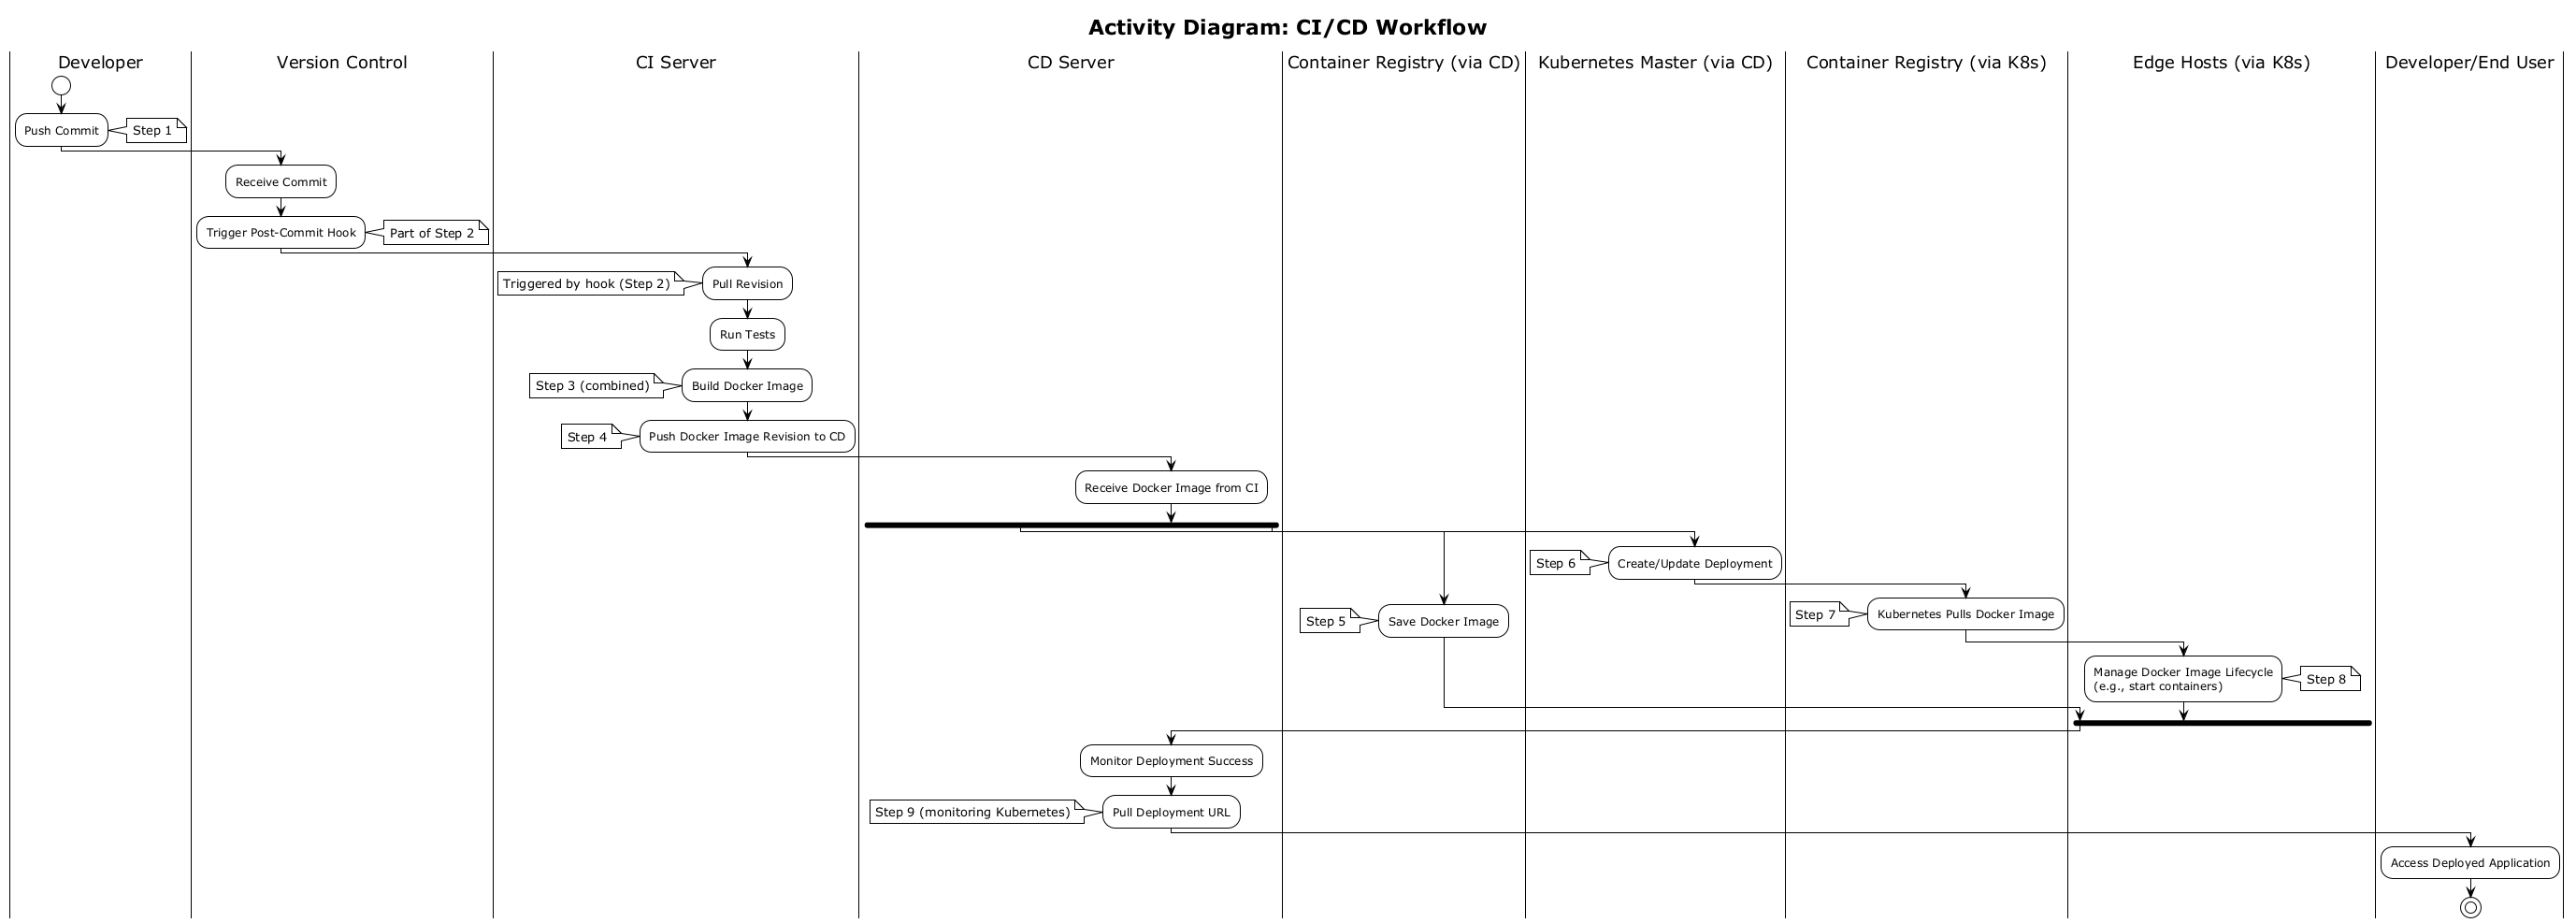 Activity Diagram: CI/CD Workflow
Developer
Version Control
CI Server
CD Server
Container Registry (via CD)
Kubernetes Master (via CD)
Container Registry (via K8s)
Edge Hosts (via K8s)
Developer/End User
Push Commit
Step 1
Receive Commit
Trigger Post-Commit Hook
Part of Step 2
Triggered by hook (Step 2)
Pull Revision
Run Tests
Step 3 (combined)
Build Docker Image
Step 4
Push Docker Image Revision to CD
Receive Docker Image from CI
Step 6
Create/Update Deployment
Step 5
Save Docker Image
Step 7
Kubernetes Pulls Docker Image
Manage Docker Image Lifecycle
(e.g., start containers)
Step 8
Monitor Deployment Success
Step 9 (monitoring Kubernetes)
Pull Deployment URL
Access Deployed Application